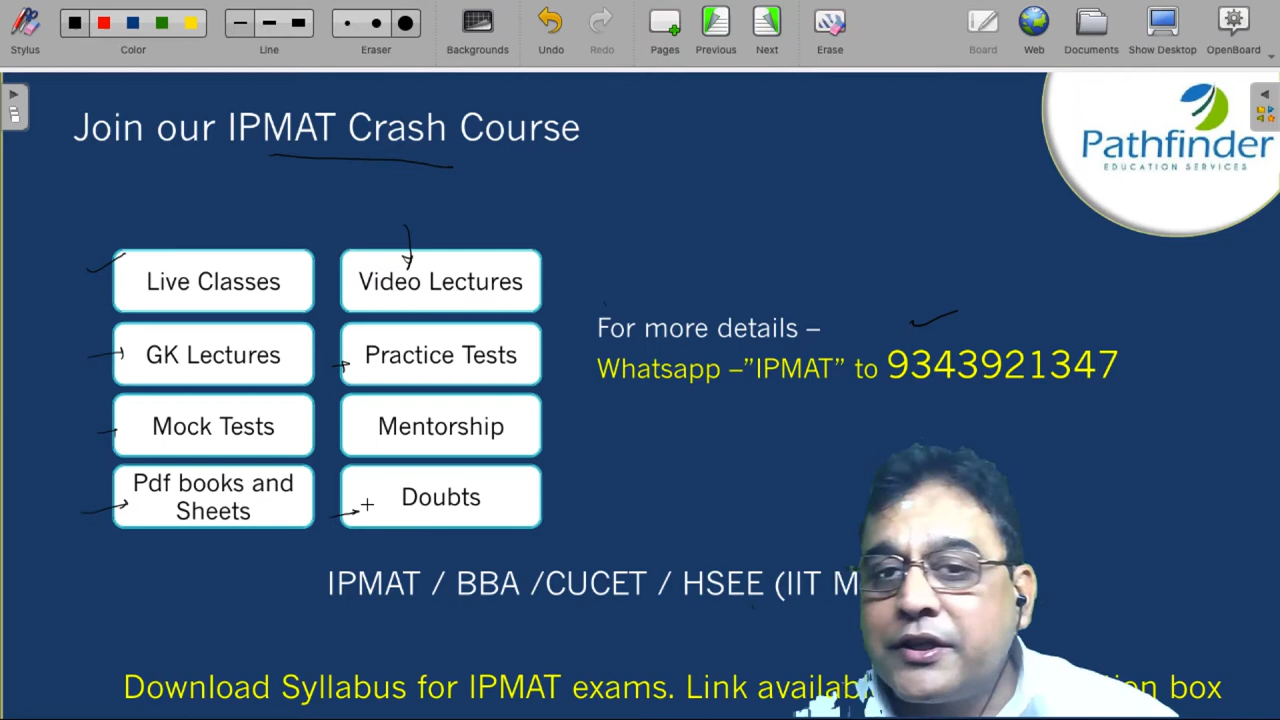 Stylus
Color
Line
Eraser
Backgrounds
Undo
Redo
Pages
Previous
Next
Erase
Board
Web
Documents
Show Desktop
OpenBoard
Join our IPMAT Crash Course
Pathfinder
EDUCATION SERVICES
Live Classes
Video Lectures
GK Lectures
Practice Tests
Mock Tests
Mentorship
Pdf books and
Sheets
Doubts
For more details –
Whatsapp –”IPMAT” to 9343921347
IPMAT / BBA /CUCET / HSEE (IIT M
Download Syllabus for IPMAT exams. Link box